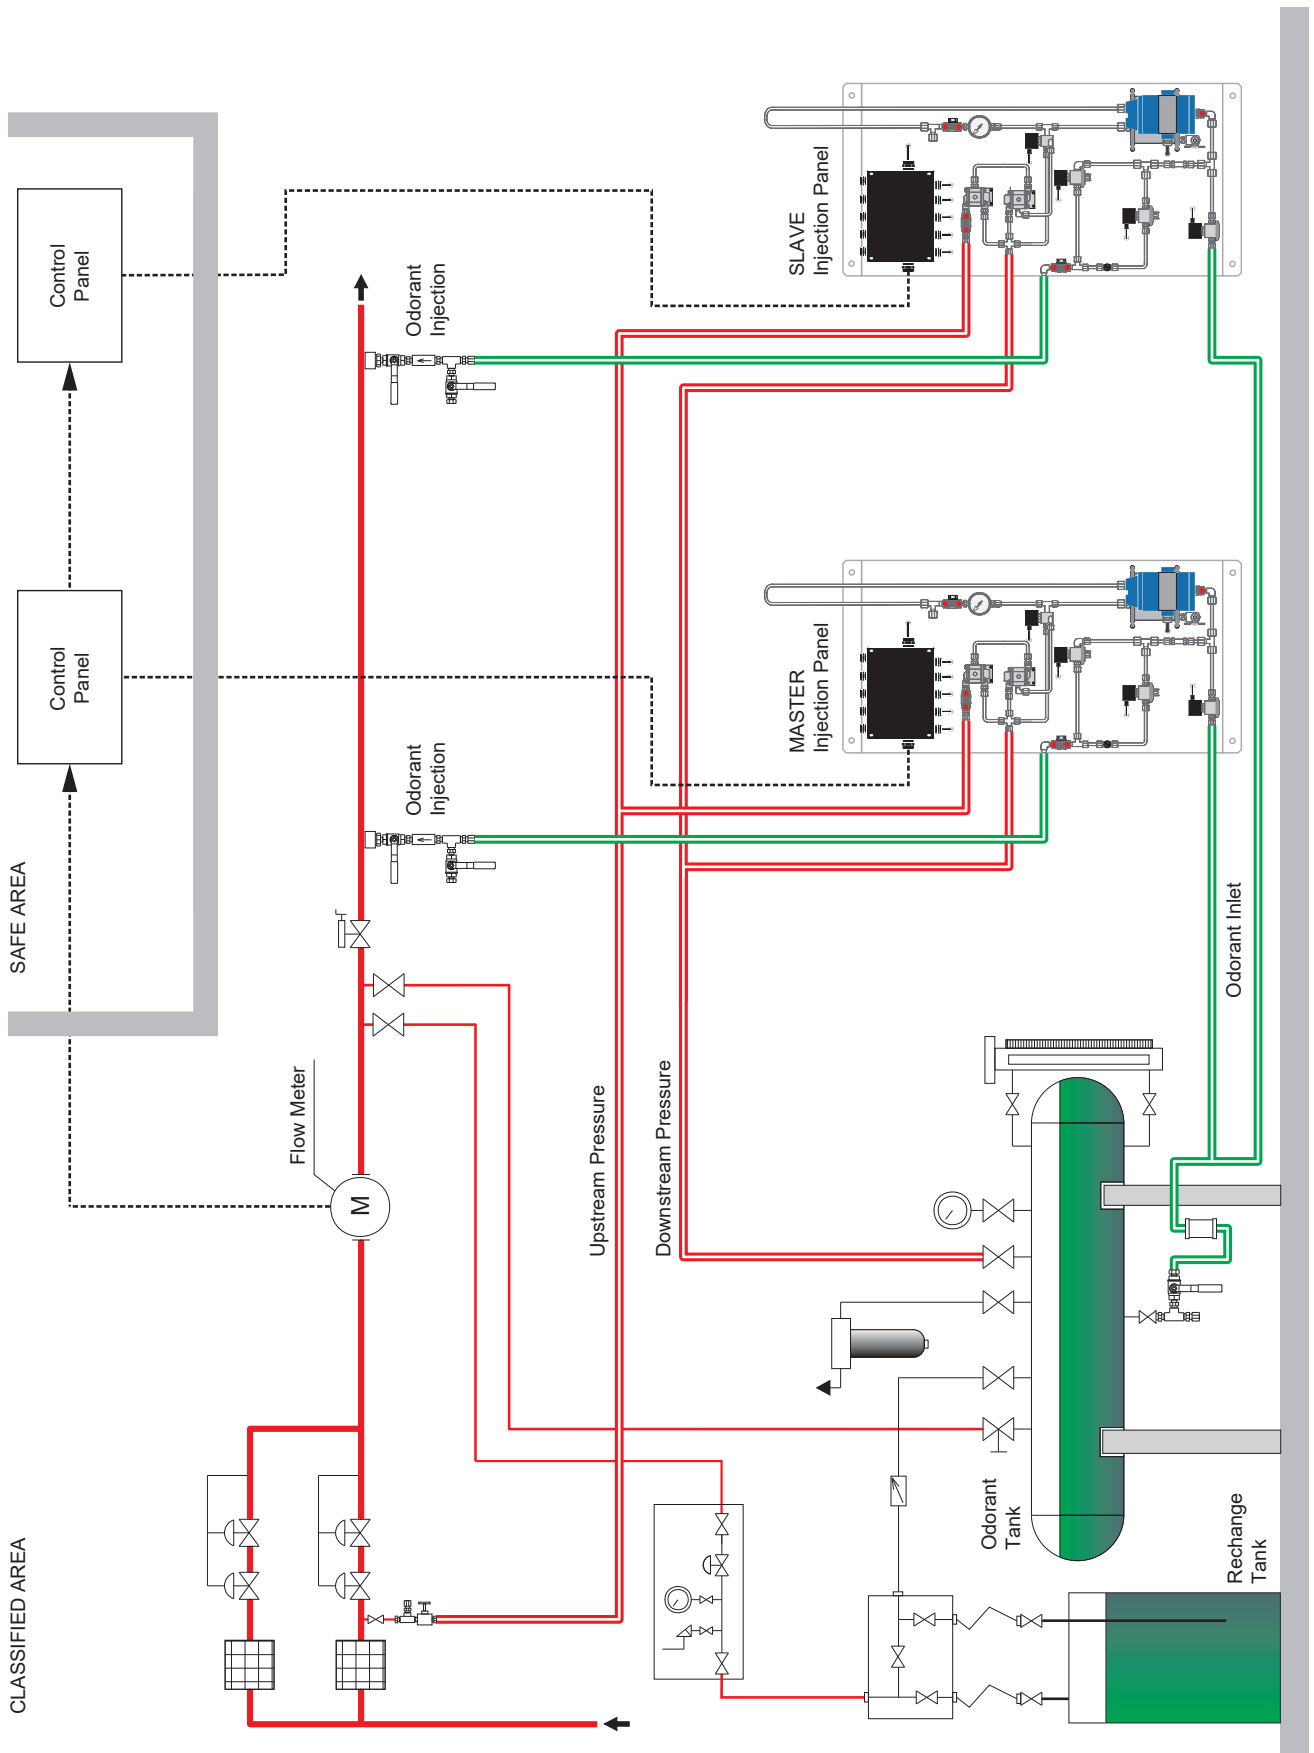 CLASSIFIED AREA
SAFE AREA
Control
Panel
Control
Panel
Flow Meter
M
Odorant
Injection
Odorant
Injection
Upstream Pressure
Downstream Pressure
MASTER
Injection Panel
SLAVE
Injection Panel
Odorant
Tank
Odorant Inlet
Rechange
Tank